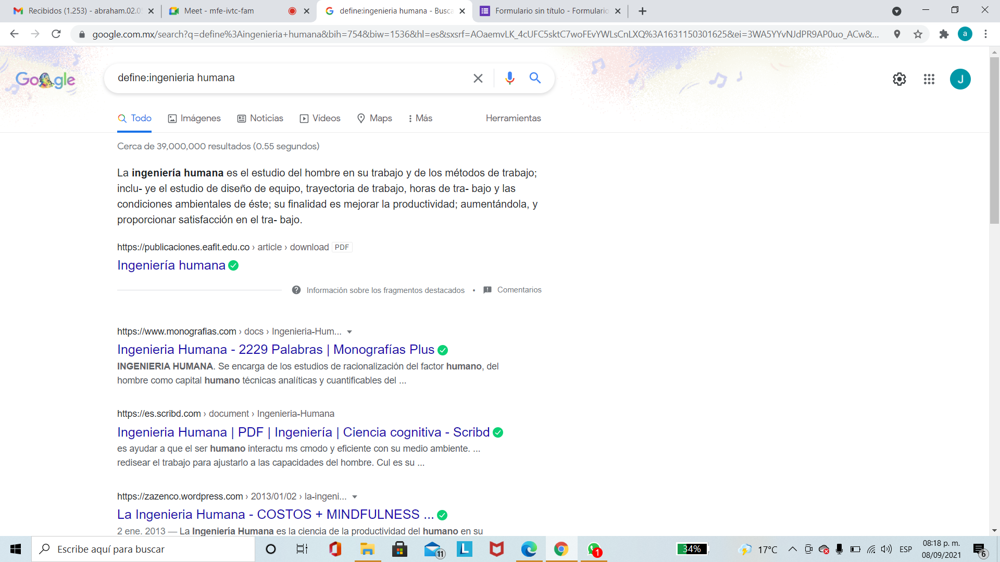 Recibidos (1.253) - abraham.02.05
Meet - mfe-ivtc-fam
define:ingenieria humana - Busca
Formulario sin título - Formulario
google.com.mx/search?q=define%3Aingenieria+humana&bih=754&biw=1536&hl=es&sxsrf=AOaemvLK_4cUFC5sktC7woFEvYWLsCnLXQ%3A1631150301625&ei=3WA5YYvNJdPR9AP0uo_ACw&...
a
Google
define:ingenieria humana
J
Todo
Imágenes
Noticias
Vídeos
Maps
Más
Herramientas
Cerca de 39,000,000 resultados (0.55 segundos)
La ingeniería humana es el estudio del hombre en su trabajo y de los métodos de trabajo;
inclu- ye el estudio de diseño de equipo, trayectoria de trabajo, horas de tra- bajo y las
condiciones ambientales de éste; su finalidad es mejorar la productividad; aumentándola, y
proporcionar satisfacción en el tra- bajo.
https://publicaciones.eafit.edu.co › article › download PDF
Ingeniería humana
Información sobre los fragmentos destacados • Comentarios
https://www.monografias.com › docs › Ingenieria-Hum...
Ingenieria Humana - 2229 Palabras | Monografías Plus
INGENIERIA HUMANA. Se encarga de los estudios de racionalización del factor humano, del
hombre como capital humano técnicas analíticas y cuantificables del ...
https://es.scribd.com › document › Ingenieria-Humana
Ingenieria Humana | PDF | Ingeniería | Ciencia cognitiva - Scribd
es ayudar a que el ser humano interactu ms cmodo y eficiente con su medio ambiente. ...
redisear el trabajo para ajustarlo a las capacidades del hombre. Cul es su ...
https://zazenco.wordpress.com › 2013/01/02 › la-ingeni...
La Ingenieria Humana - COSTOS + MINDFULNESS ...
2 ene. 2013 — La Ingeniería Humana es la ciencia de la productividad del humano en su
Escribe aquí para buscar
11
L
1
34%
17°C
ESP
08:18 p. m.
08/09/2021
6